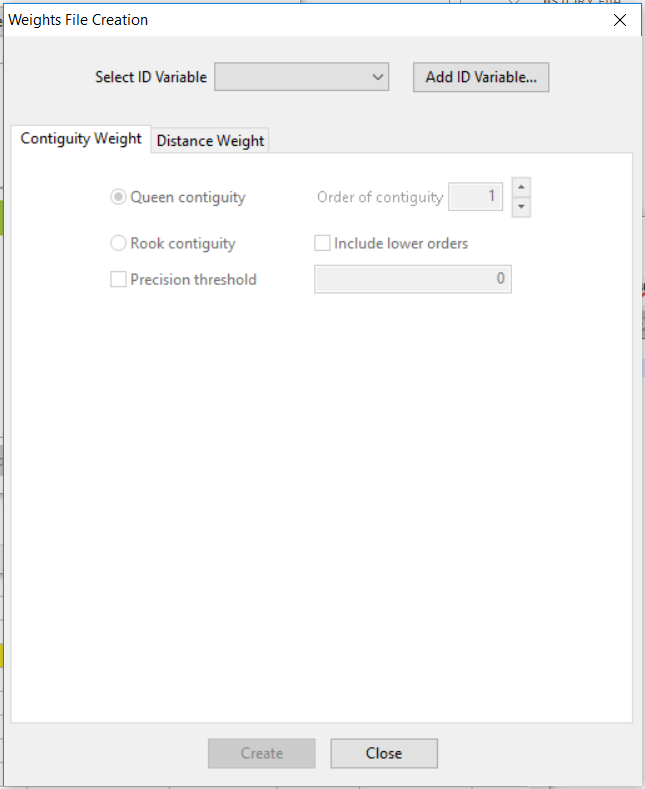 Weights File Creation
Select ID Variable
Add ID Variable...
Contiguity Weight
Distance Weight
Queen contiguity
Order of contiguity
1
Rook contiguity
Include lower orders
Precision threshold
0
Create
Close